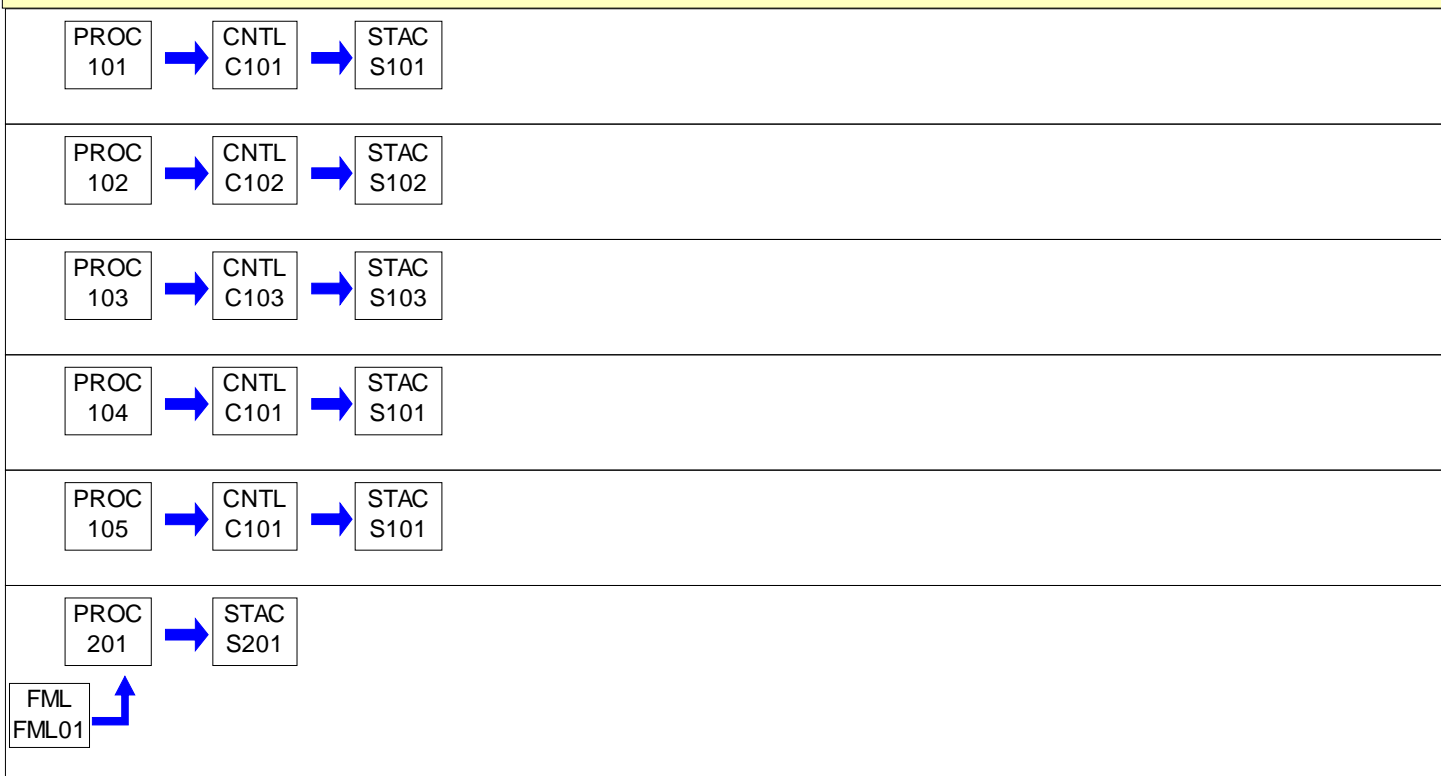 PROC CNTL STAC
101 C101 S101
PROC CNTL STAC
102 C102 S102
PROC CNTL STAC
103 C103 S103
PROC CNTL STAC
104 C101 S101
PROC CNTL STAC
105 C101 S101
PROC STAC
201 S201
FML
FML01